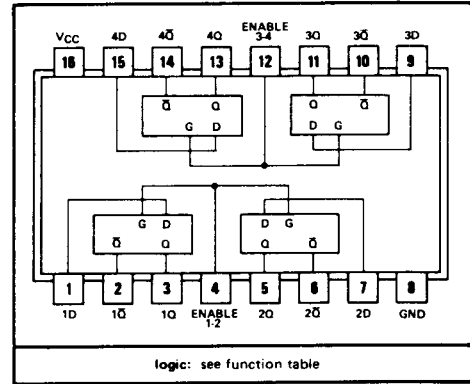 ENABLE
VCC 4D 4Q̅ 4Q 3-4 3Q 3Q̅ 3D
16 15 14 13 12 11 10 9
Q̅ Q Q Q̅
G D D G
G D D G
Q̅ Q Q Q̅
1 2 3 4 5 6 7 8
1D 1Q̅ 1Q ENABLE 2Q 2Q̅ 2D GND
1-2
logic: see function table